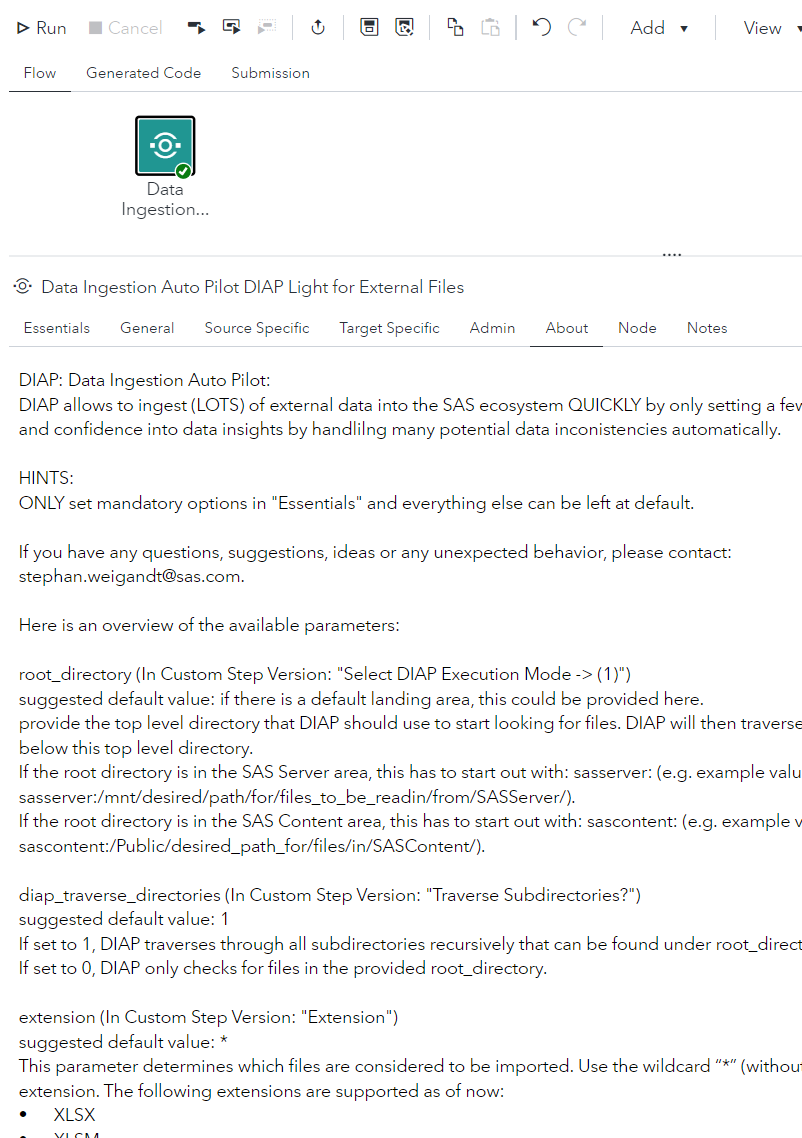 Run Cancel Add View
Flow Generated Code Submission
Data
Ingestion...
Data Ingestion Auto Pilot DIAP Light for External Files
Essentials General Source Specific Target Specific Admin About Node Notes
DIAP: Data Ingestion Auto Pilot:
DIAP allows to ingest (LOTS) of external data into the SAS ecosystem QUICKLY by only setting a few
and confidence into data insights by handlilng many potential data inconistencies automatically.
HINTS:
ONLY set mandatory options in "Essentials" and everything else can be left at default.
If you have any questions, suggestions, ideas or any unexpected behavior, please contact:
stephan.weigandt@sas.com.
Here is an overview of the available parameters:
root_directory (In Custom Step Version: "Select DIAP Execution Mode -> (1)")
suggested default value: if there is a default landing area, this could be provided here.
provide the top level directory that DIAP should use to start looking for files. DIAP will then traverse
below this top level directory.
If the root directory is in the SAS Server area, this has to start out with: sasserver: (e.g. example valu
sasserver:/mnt/desired/path/for/files_to_be_readin/from/SASServer/).
If the root directory is in the SAS Content area, this has to start out with: sascontent: (e.g. example v
sascontent:/Public/desired_path_for/files/in/SASContent/).
diap_traverse_directories (In Custom Step Version: "Traverse Subdirectories?")
suggested default value: 1
If set to 1, DIAP traverses through all subdirectories recursively that can be found under root_direct
If set to 0, DIAP only checks for files in the provided root_directory.
extension (In Custom Step Version: "Extension")
suggested default value: *
This parameter determines which files are considered to be imported. Use the wildcard “*” (withou
extension. The following extensions are supported as of now:
• XLSX
• XLSM